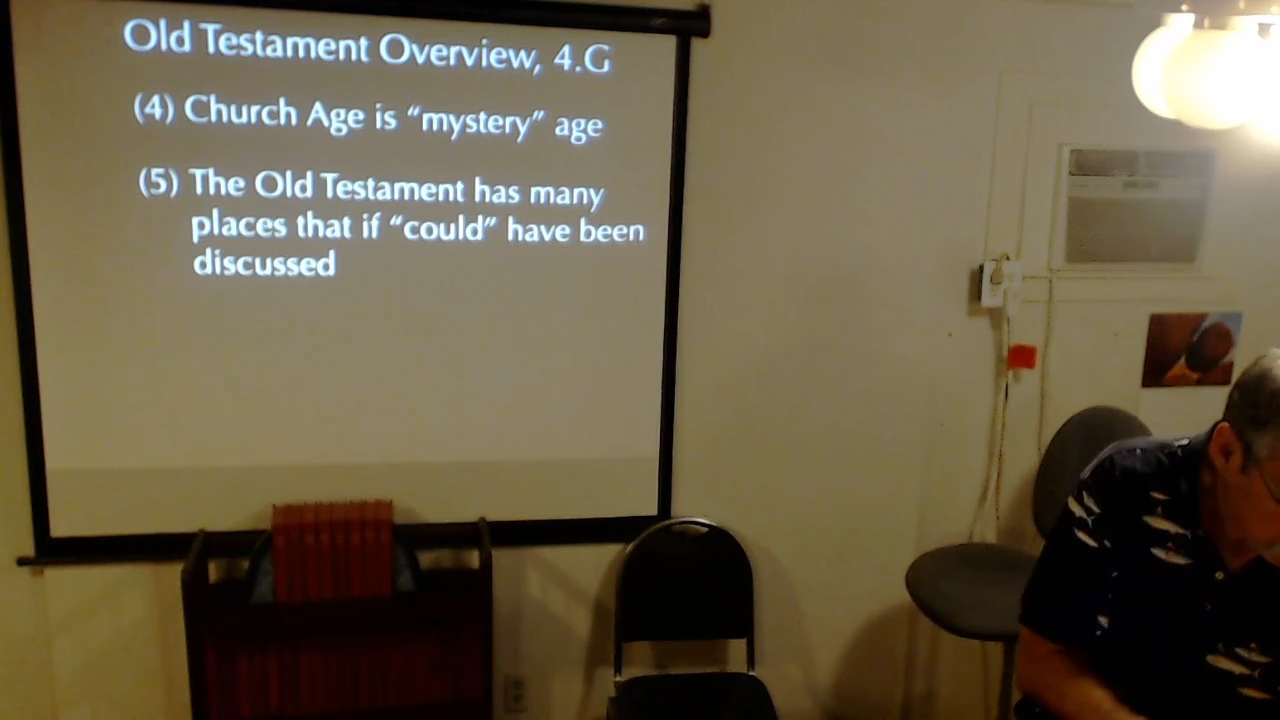 Old Testament Overview, 4.G
(4) Church Age is “mystery” age
(5) The Old Testament has many
places that if “could” have been
discussed